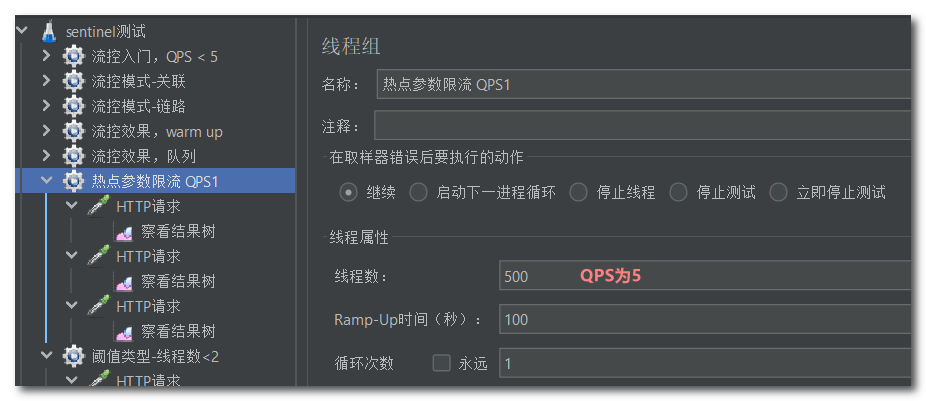 sentinel测试
流控入门，QPS < 5
流控模式-关联
流控模式-链路
流控效果，warm up
流控效果，队列
热点参数限流 QPS1
HTTP请求
察看结果树
HTTP请求
察看结果树
HTTP请求
察看结果树
阈值类型-线程数<2
HTTP请求
线程组
名称： 热点参数限流 QPS1
注释：
在取样器错误后要执行的动作
继续 启动下一进程循环 停止线程 停止测试 立即停止测试
线程属性
线程数： 500 QPS为5
Ramp-Up时间（秒）： 100
循环次数 永远 1